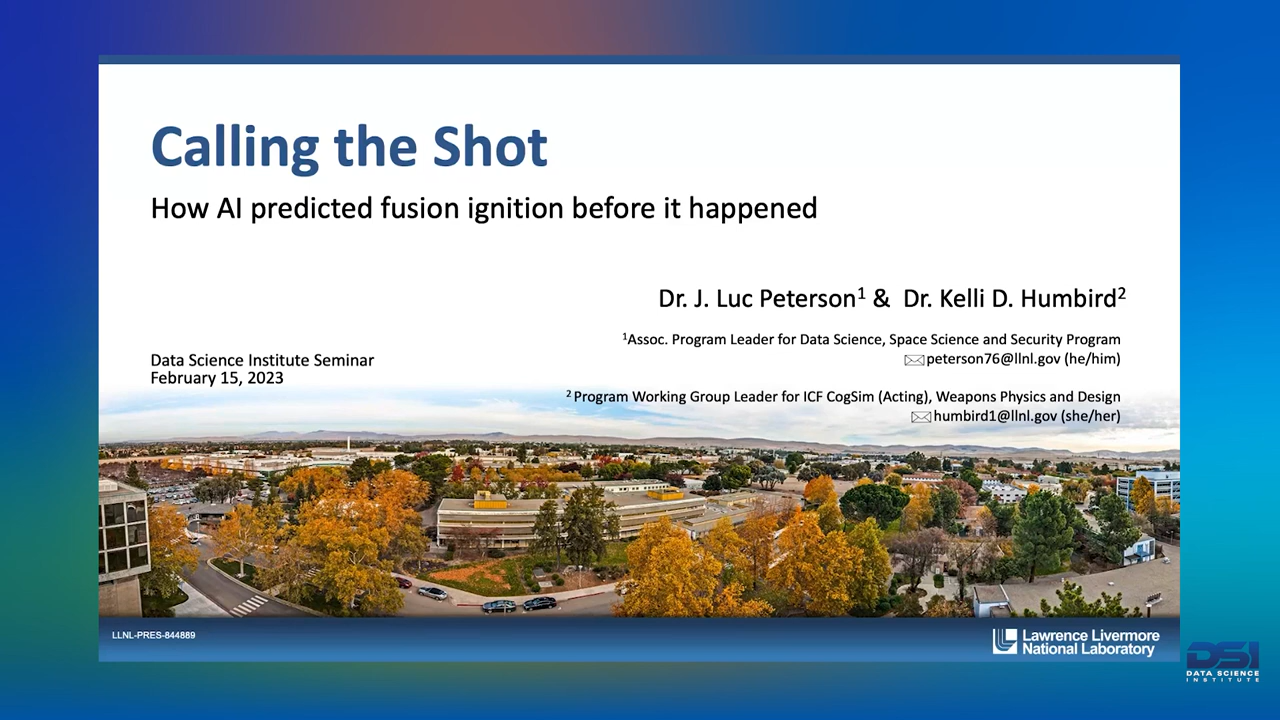 Calling the Shot
How AI predicted fusion ignition before it happened
Dr. J. Luc Peterson¹ & Dr. Kelli D. Humbird²
¹Assoc. Program Leader for Data Science, Space Science and Security Program
peterson76@llnl.gov (he/him)
Data Science Institute Seminar
February 15, 2023
² Program Working Group Leader for ICF CogSim (Acting), Weapons Physics and Design
humbird1@llnl.gov (she/her)
LLNL-PRES-844889
Lawrence Livermore
National Laboratory
DSI
DATA SCIENCE
INSTITUTE